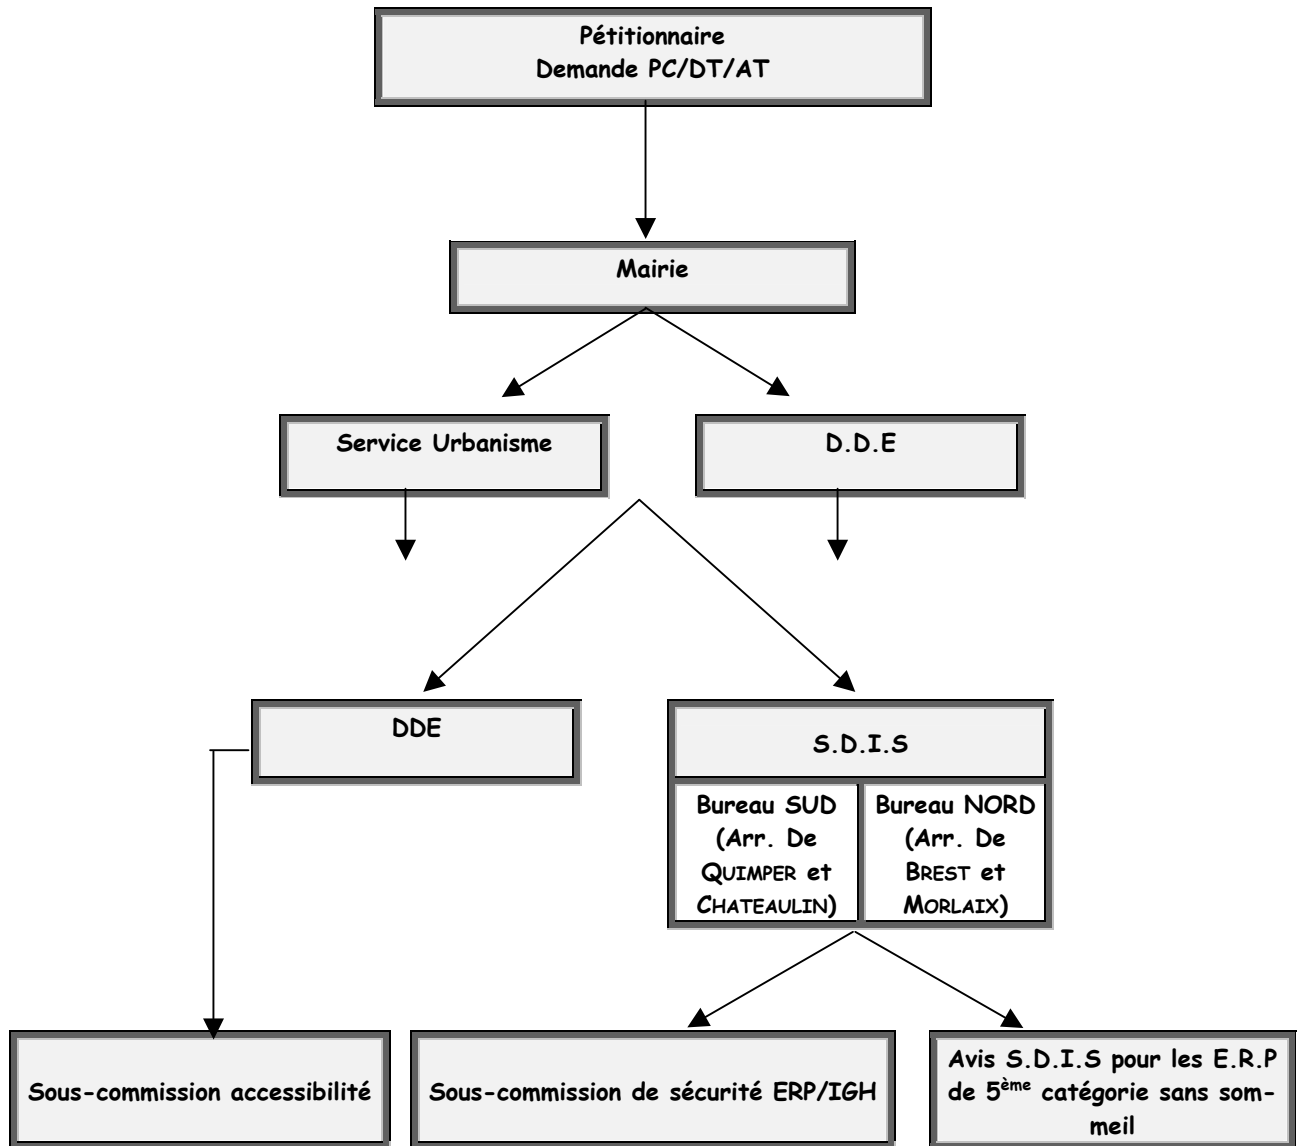 Pétitionnaire
Demande PC/DT/AT
Mairie
Service Urbanisme
D.D.E
DDE
S.D.I.S
Bureau SUD
(Arr. De
QUIMPER et
CHATEAULIN)
Bureau NORD
(Arr. De
BREST et
MORLAIX)
Sous-commission accessibilité
Sous-commission de sécurité ERP/IGH
Avis S.D.I.S pour les E.R.P
de 5ème catégorie sans som-
meil